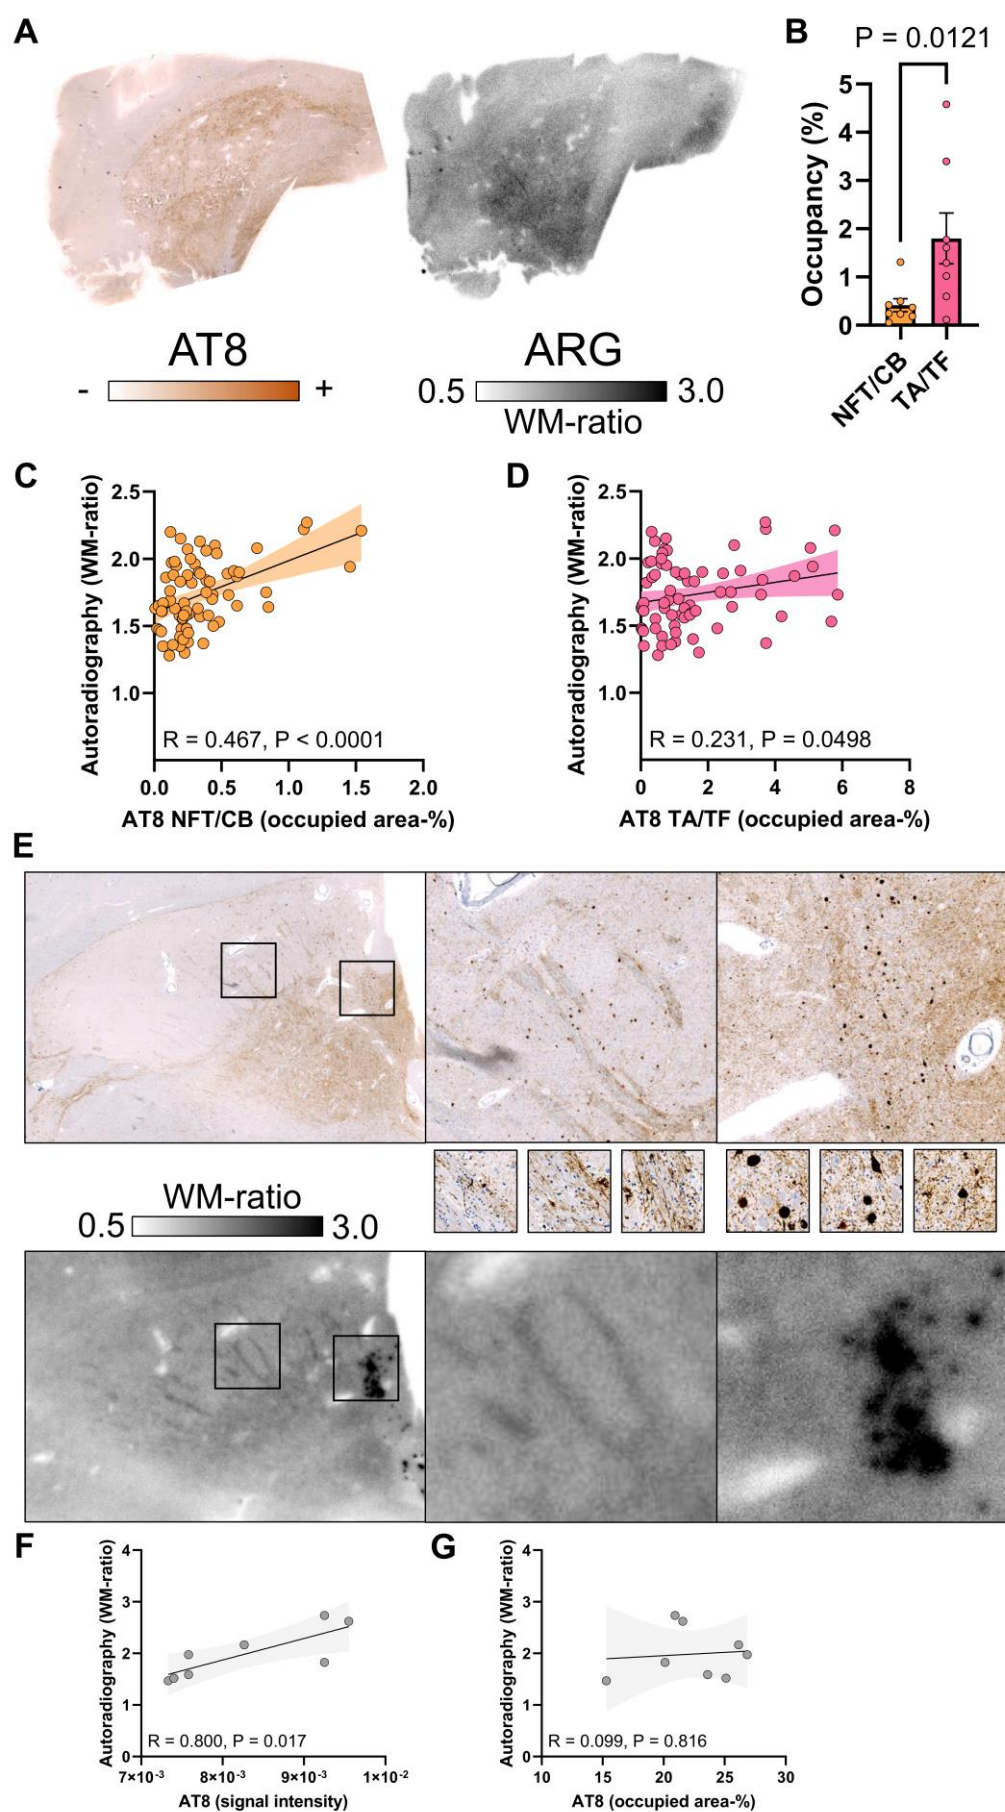 A
AT8
- +
ARG
0.5 3.0
WM-ratio
B
P = 0.0121
Occupancy (%)
5
4
3
2
1
0
NFT/CB
TA/TF
C
Autoradiography (WM-ratio)
2.5
2.0
1.5
1.0
R = 0.467, P < 0.0001
0.0 0.5 1.0 1.5 2.0
AT8 NFT/CB (occupied area-%)
D
Autoradiography (WM-ratio)
2.5
2.0
1.5
1.0
R = 0.231, P = 0.0498
0 2 4 6 8
AT8 TA/TF (occupied area-%)
E
WM-ratio
0.5 3.0
F
Autoradiography (WM-ratio)
4
3
2
1
0
R = 0.800, P = 0.017
7×10⁻³ 8×10⁻³ 9×10⁻³ 1×10⁻²
AT8 (signal intensity)
G
Autoradiography (WM-ratio)
4
3
2
1
0
R = 0.099, P = 0.816
10 15 20 25 30
AT8 (occupied area-%)